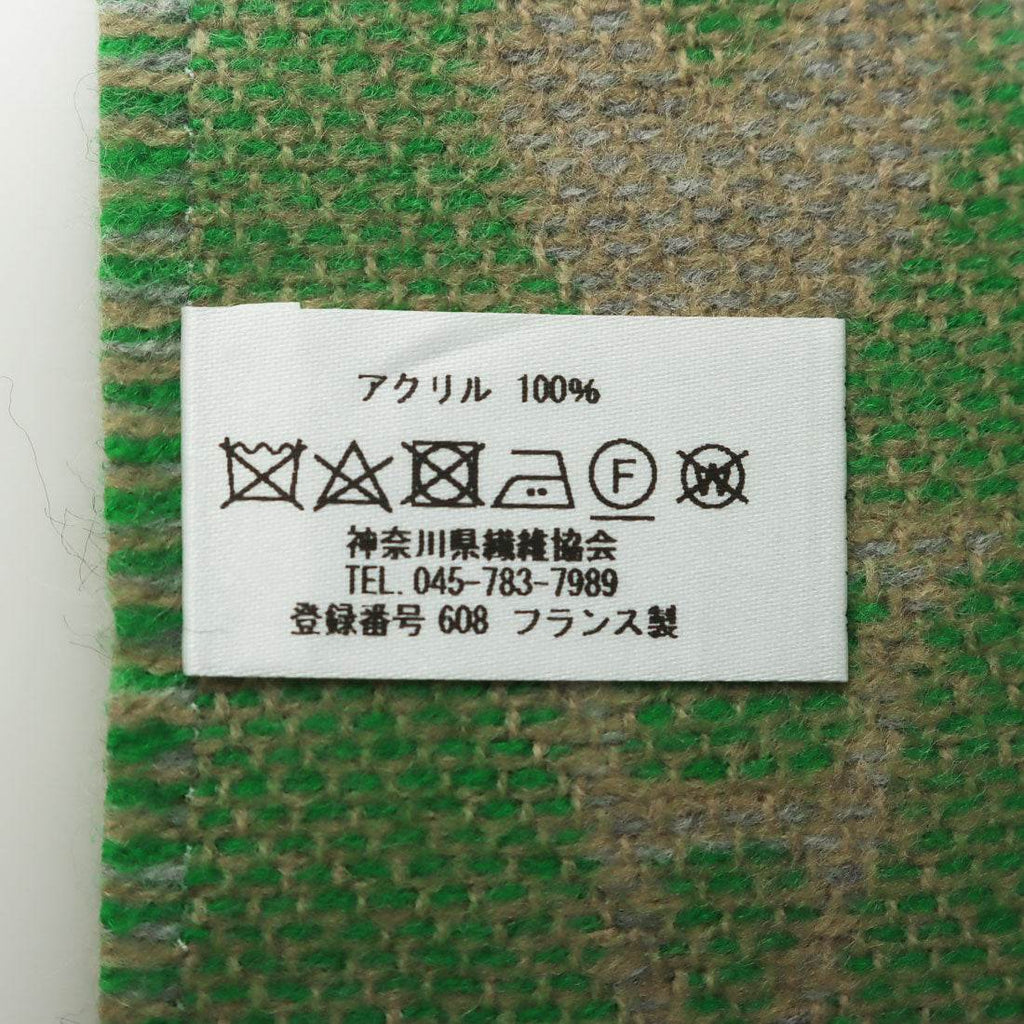 アクリル 100%
F W
神奈川県繊維協会
TEL. 045-783-7989
登録番号 608 フランス製